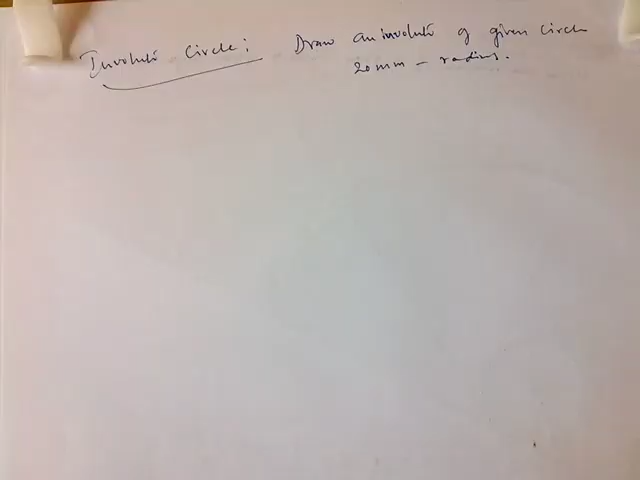 Involute Circle: Draw an involute of given circle
20mm - radius.